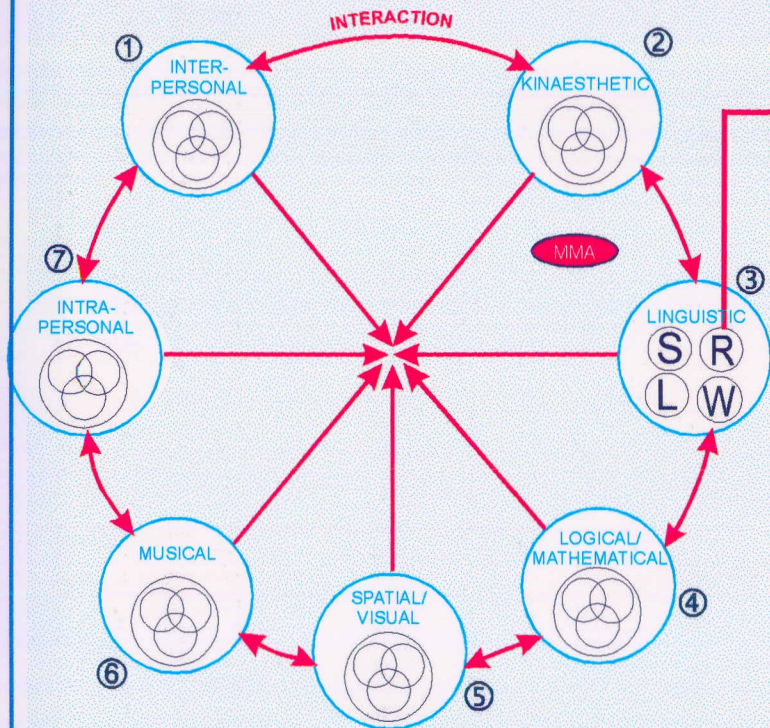 INTERACTION
①
INTER-
PERSONAL
②
KINAESTHETIC
MMA
③
LINGUISTIC
S R
L W
④
LOGICAL/
MATHEMATICAL
⑤
SPATIAL/
VISUAL
⑥
MUSICAL
⑦
INTRA-
PERSONAL